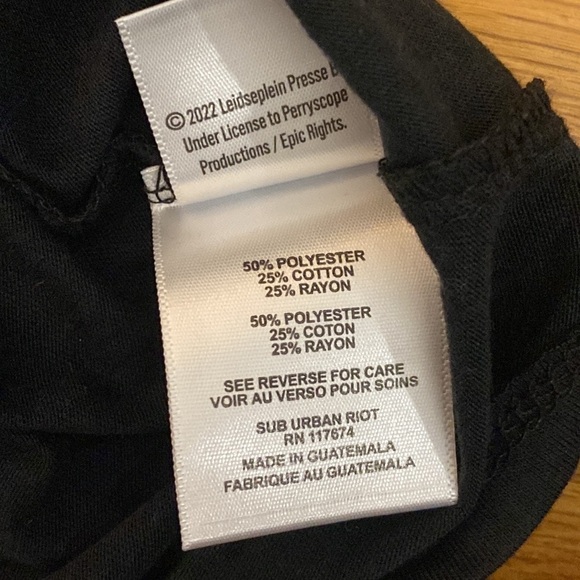 © 2022 Leidseplein Presse
Under License to Perryscope
Productions / Epic Rights.
50% POLYESTER
25% COTTON
25% RAYON
50% POLYESTER
25% COTON
25% RAYON
SEE REVERSE FOR CARE
VOIR AU VERSO POUR SOINS
SUB URBAN RIOT
RN 117674
MADE IN GUATEMALA
FABRIQUE AU GUATEMALA